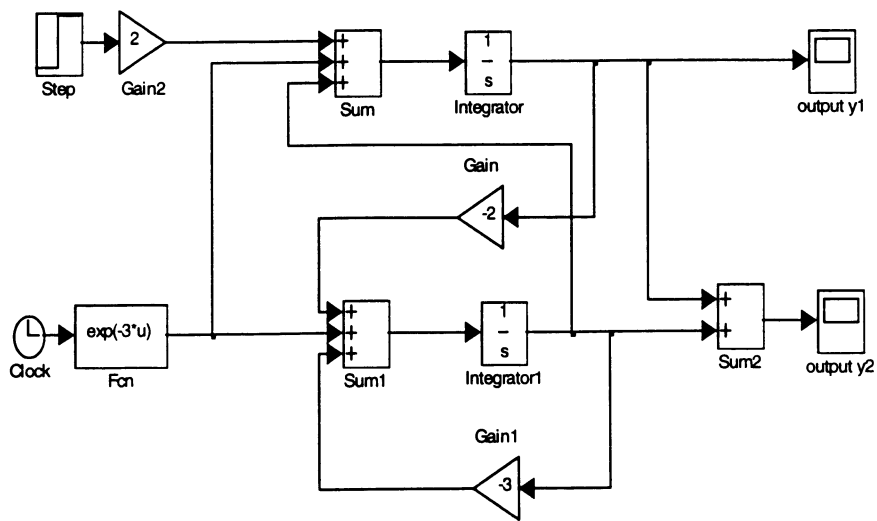 2
+
+
+
1
s
Step
Gain2
Sum
Integrator
output y1
Gain
-2
exp(-3*u)
+
+
+
1
s
+
+
Clock
Fcn
Sum1
Integrator1
Sum2
output y2
Gain1
-3